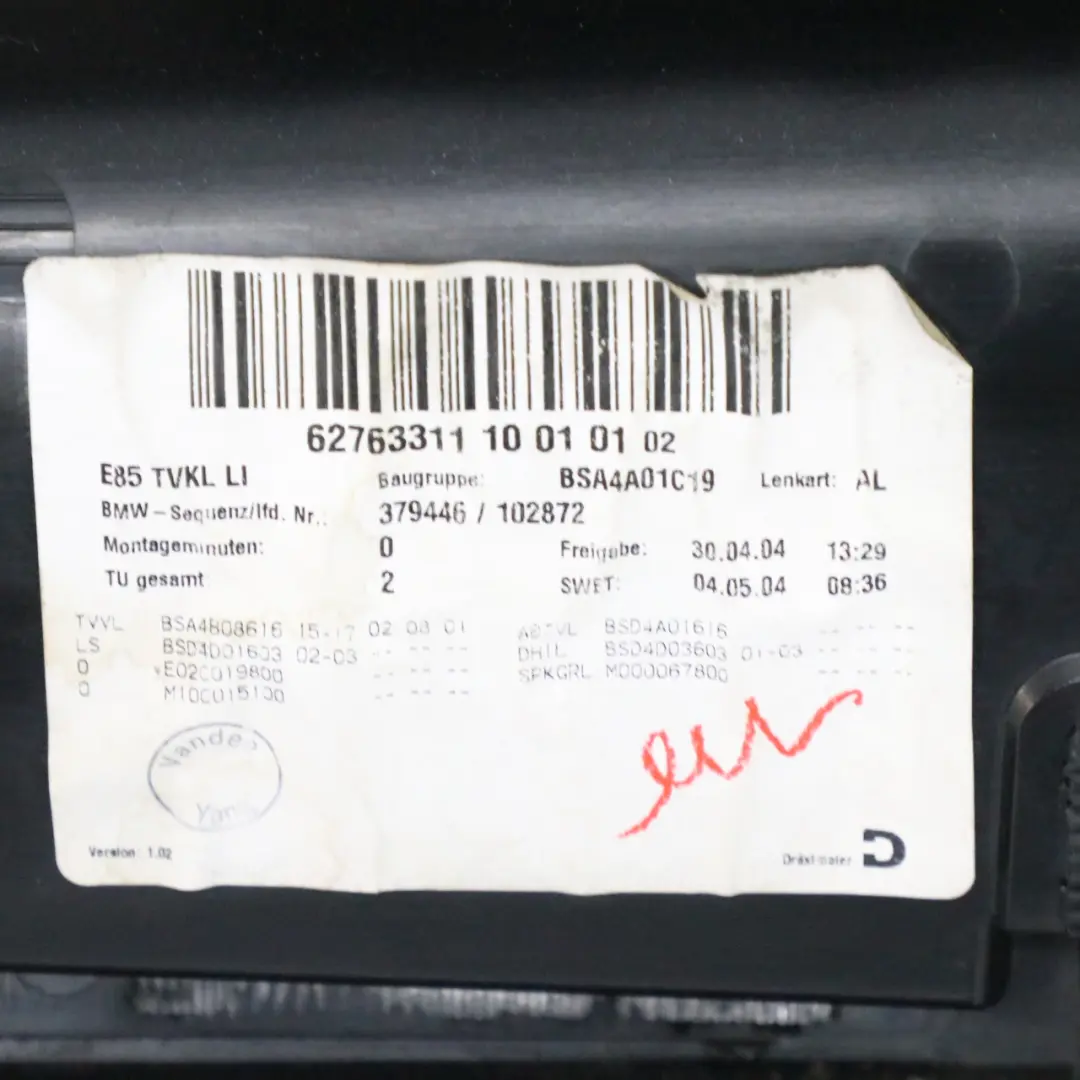 62763311 10 01 01 02
E85 TVKL LI Baugruppe: BSA4A01C19 Lenkart: AL
BMW-Sequenz/lfd. Nr.: 379446 / 102872
Montageminuten: 0 Freigabe: 30.04.04 13:29
TU gesamt 2 SWET: 04.05.04 08:36
TVVL BSA4B08616 15-17 02 03 01 BSD4A01616 -- -- --
LS BSD4D01603 02-03 -- -- -- DHIL BSD4D03603 01-03 -- -- --
0 E02C019800 -- -- -- SPKGRL M000067800 -- -- --
0 M10C015100 -- -- --
Version: 1.02
Dräxlmaier D